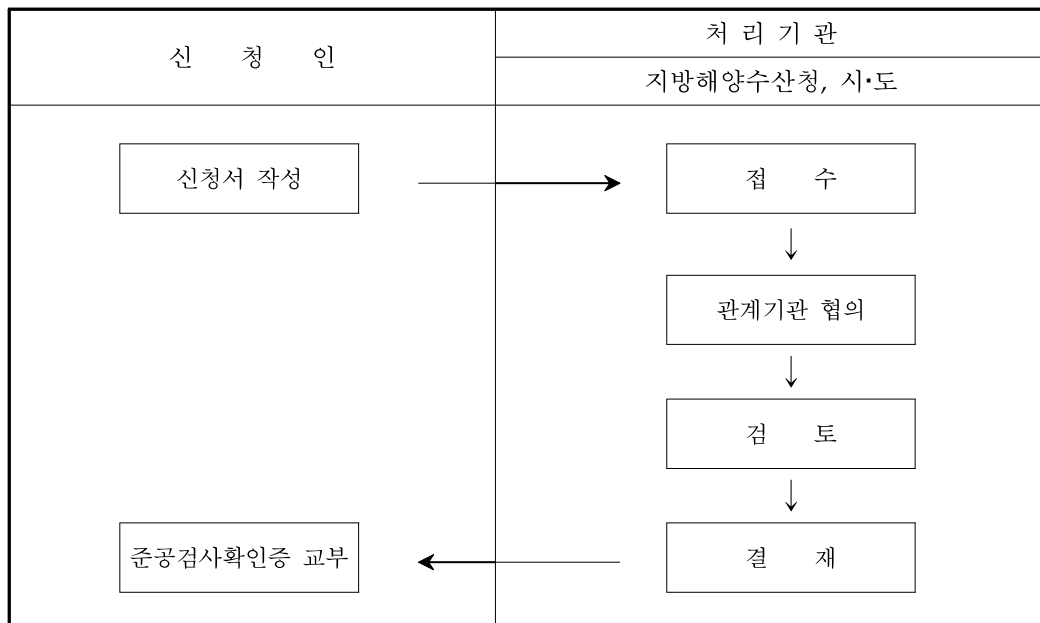 신 청 인
처 리 기 관
지방해양수산청, 시·도
신청서 작성
접 수
관계기관 협의
검 토
준공검사확인증 교부
결 재